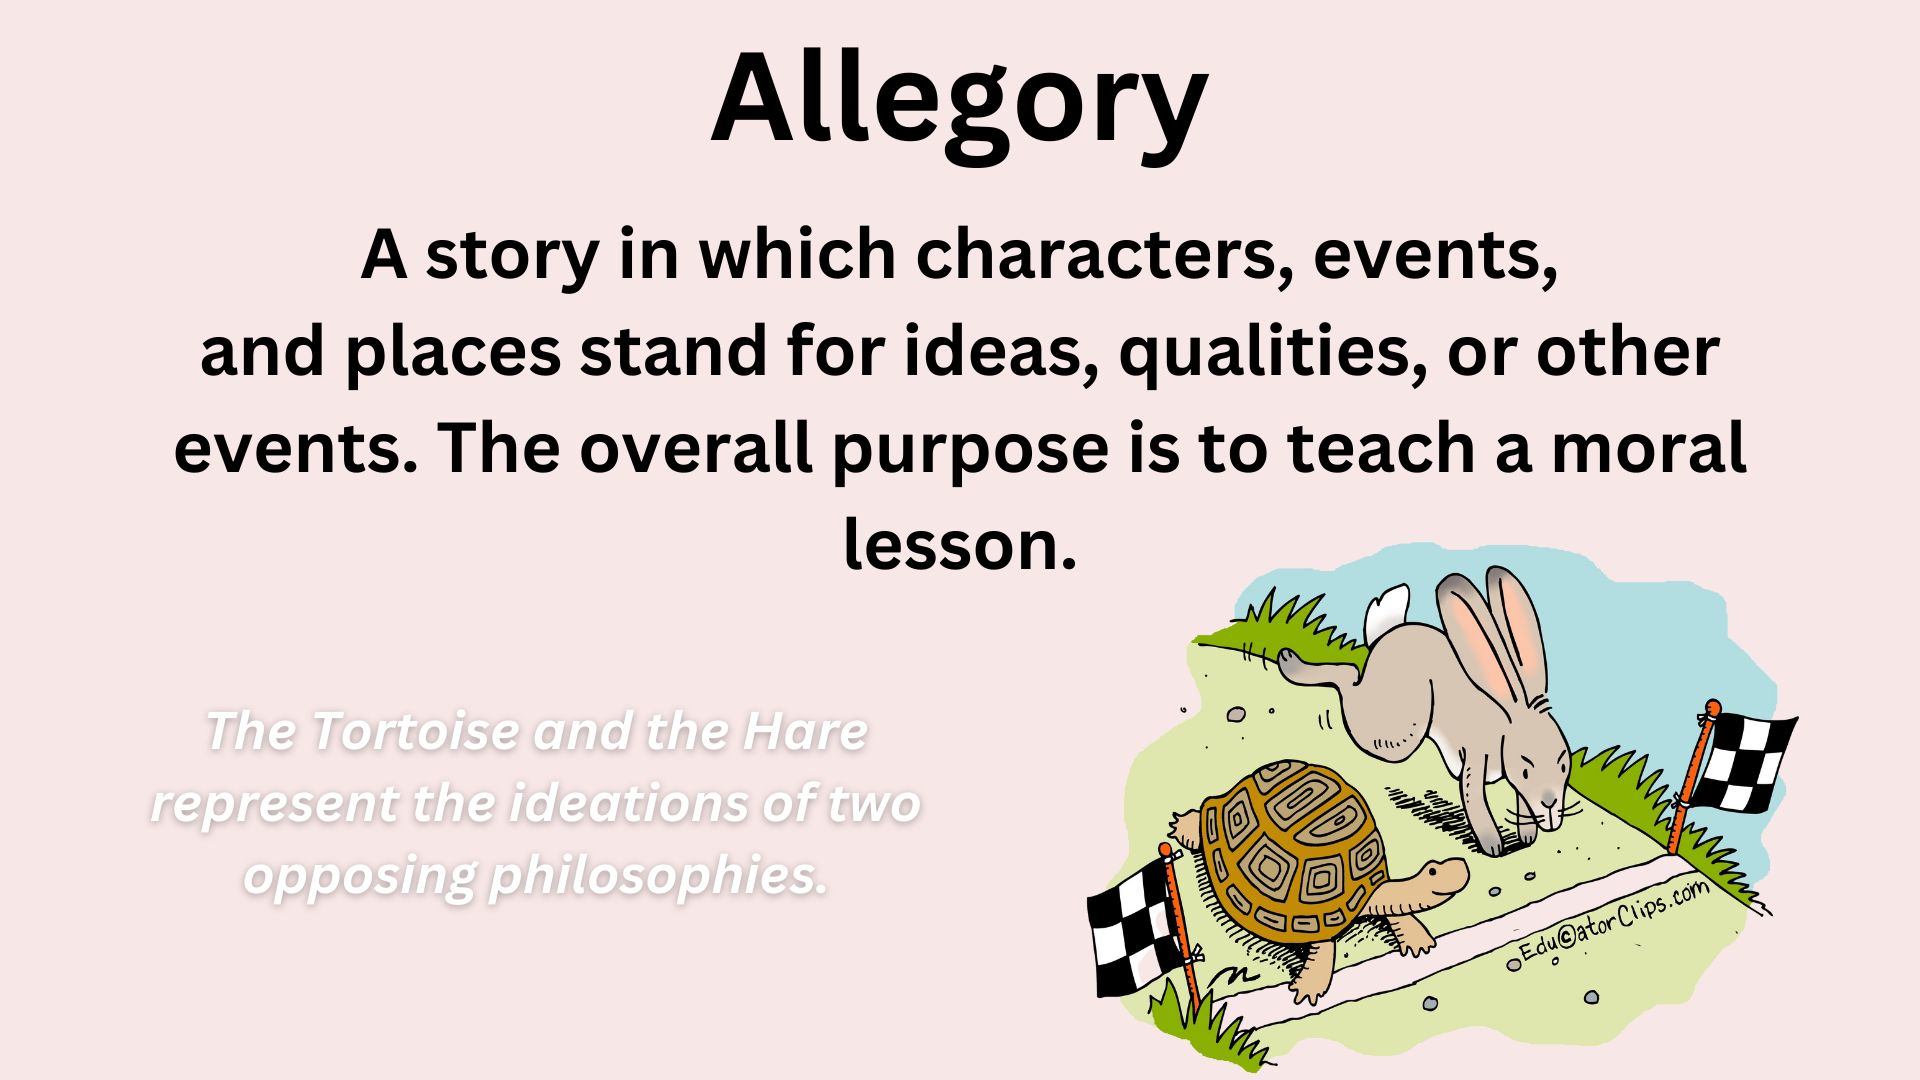 Allegory
A story in which characters, events,
and places stand for ideas, qualities, or other
events. The overall purpose is to teach a moral
lesson.
The Tortoise and the Hare
represent the ideations of two
opposing philosophies.
Edu©atorClips.com